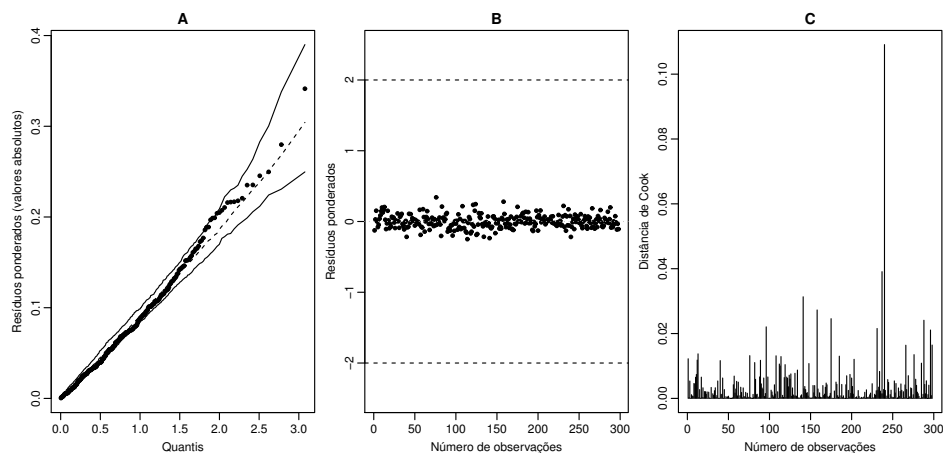 A
Resíduos ponderados (valores absolutos)
0.0
0.1
0.2
0.3
0.4
0.0 0.5 1.0 1.5 2.0 2.5 3.0
Quantis
B
Resíduos ponderados
−2
−1
0
1
2
0 50 100 150 200 250 300
Número de observações
C
Distância de Cook
0.00
0.02
0.04
0.06
0.08
0.10
0 50 100 150 200 250 300
Número de observações